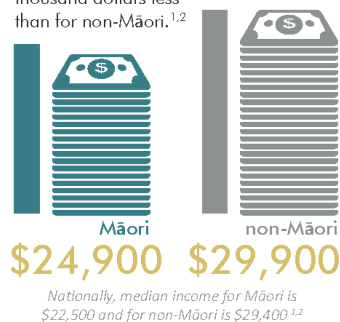 thousand dollars less
than for non-Māori.1,2
$ $
Māori non-Māori
$24,900 $29,900
Nationally, median income for Māori is
$22,500 and for non-Māori is $29,400 1,2